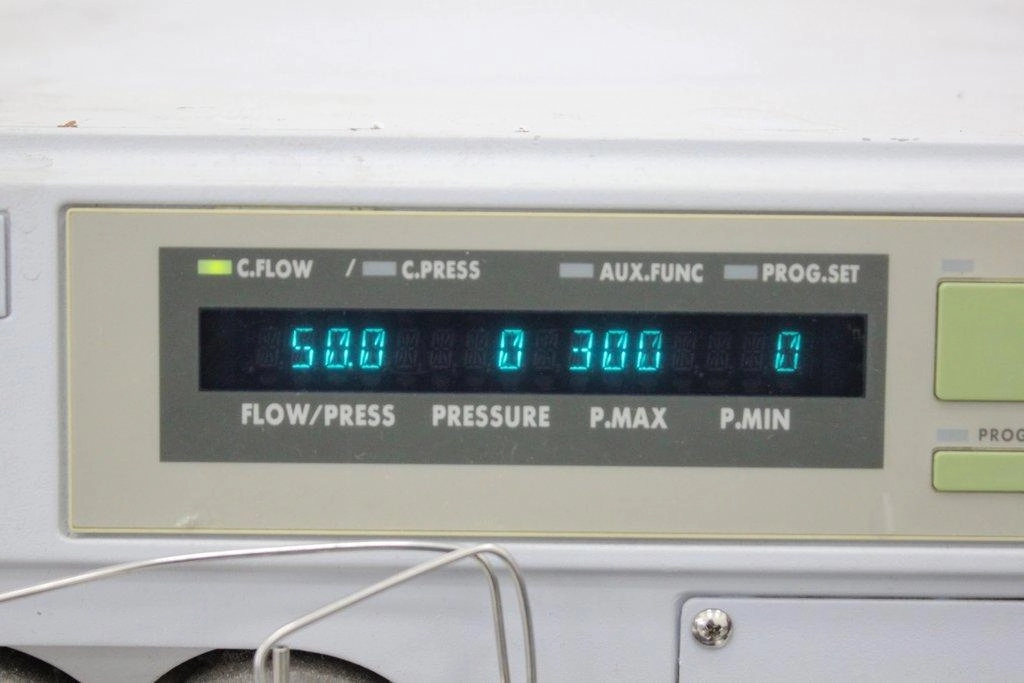 C.FLOW / C.PRESS AUX.FUNC PROG.SET
50.0 0 300 0
FLOW/PRESS PRESSURE P.MAX P.MIN
PROG